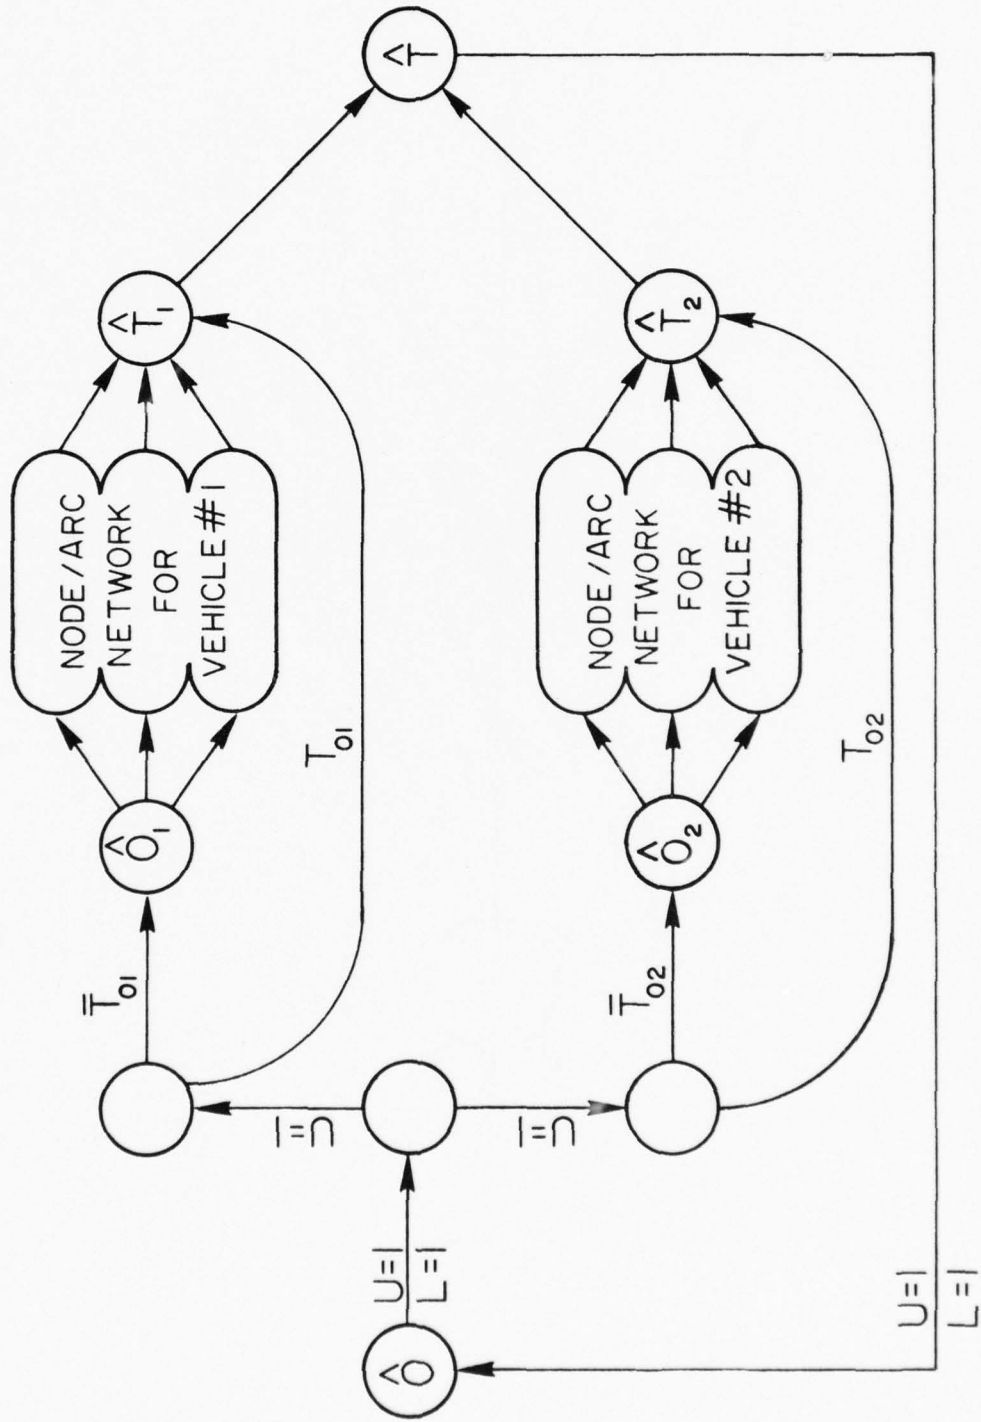 T̂
T̂₁
NODE/ARC
NETWORK
FOR
VEHICLE #1
T₀₁
Ô₁
T̿₀₁
U=1
U=1
L=1
Ô
U=1
T̂₂
NODE/ARC
NETWORK
FOR
VEHICLE #2
T₀₂
Ô₂
T̿₀₂
U=1
L=1